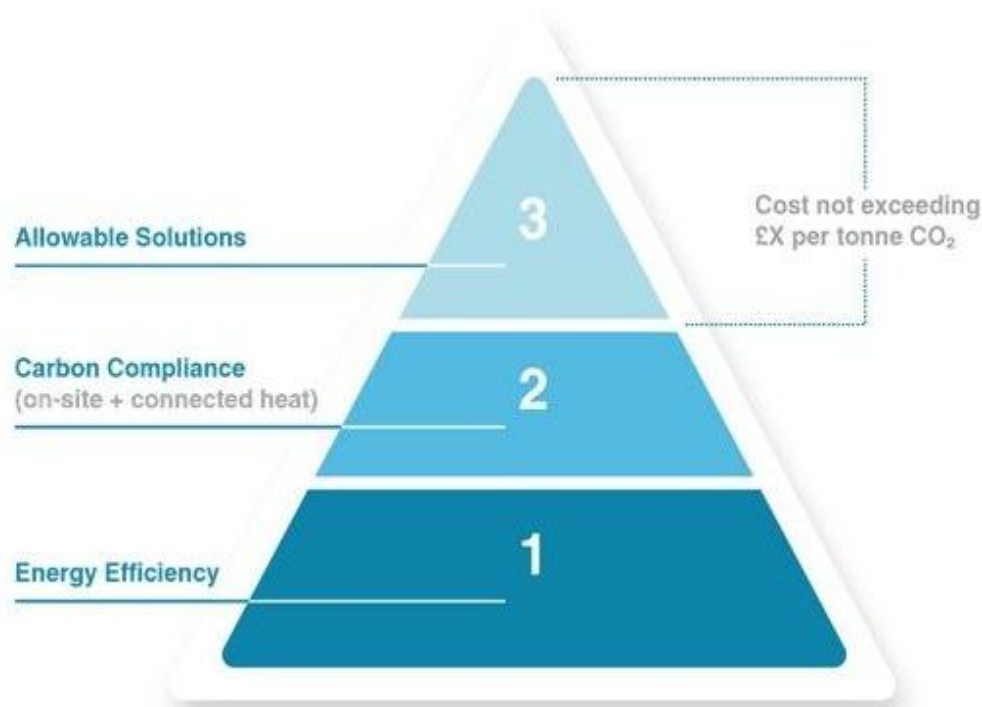 3
Cost not exceeding
£X per tonne CO₂
Allowable Solutions
Carbon Compliance
(on-site + connected heat)
2
Energy Efficiency
1